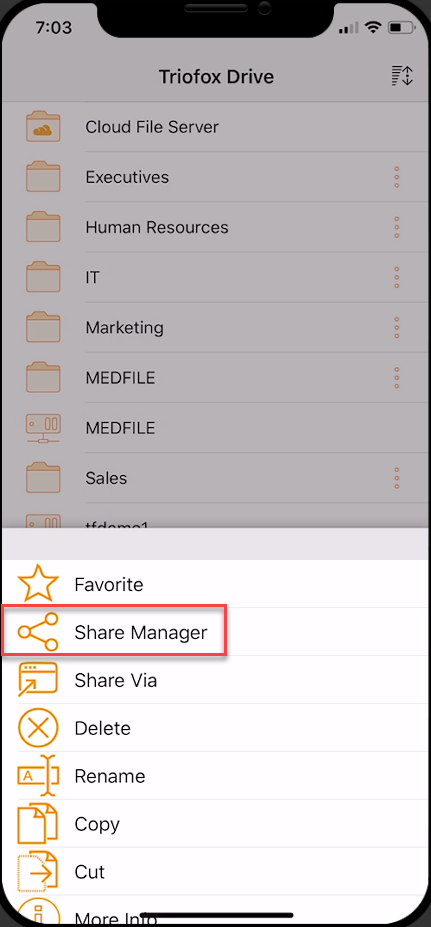 7:03
Triofox Drive
Cloud File Server
Executives
Human Resources
IT
Marketing
MEDFILE
MEDFILE
Sales
tfdemo1
Favorite
Share Manager
Share Via
Delete
A
Rename
Copy
Cut
More Info